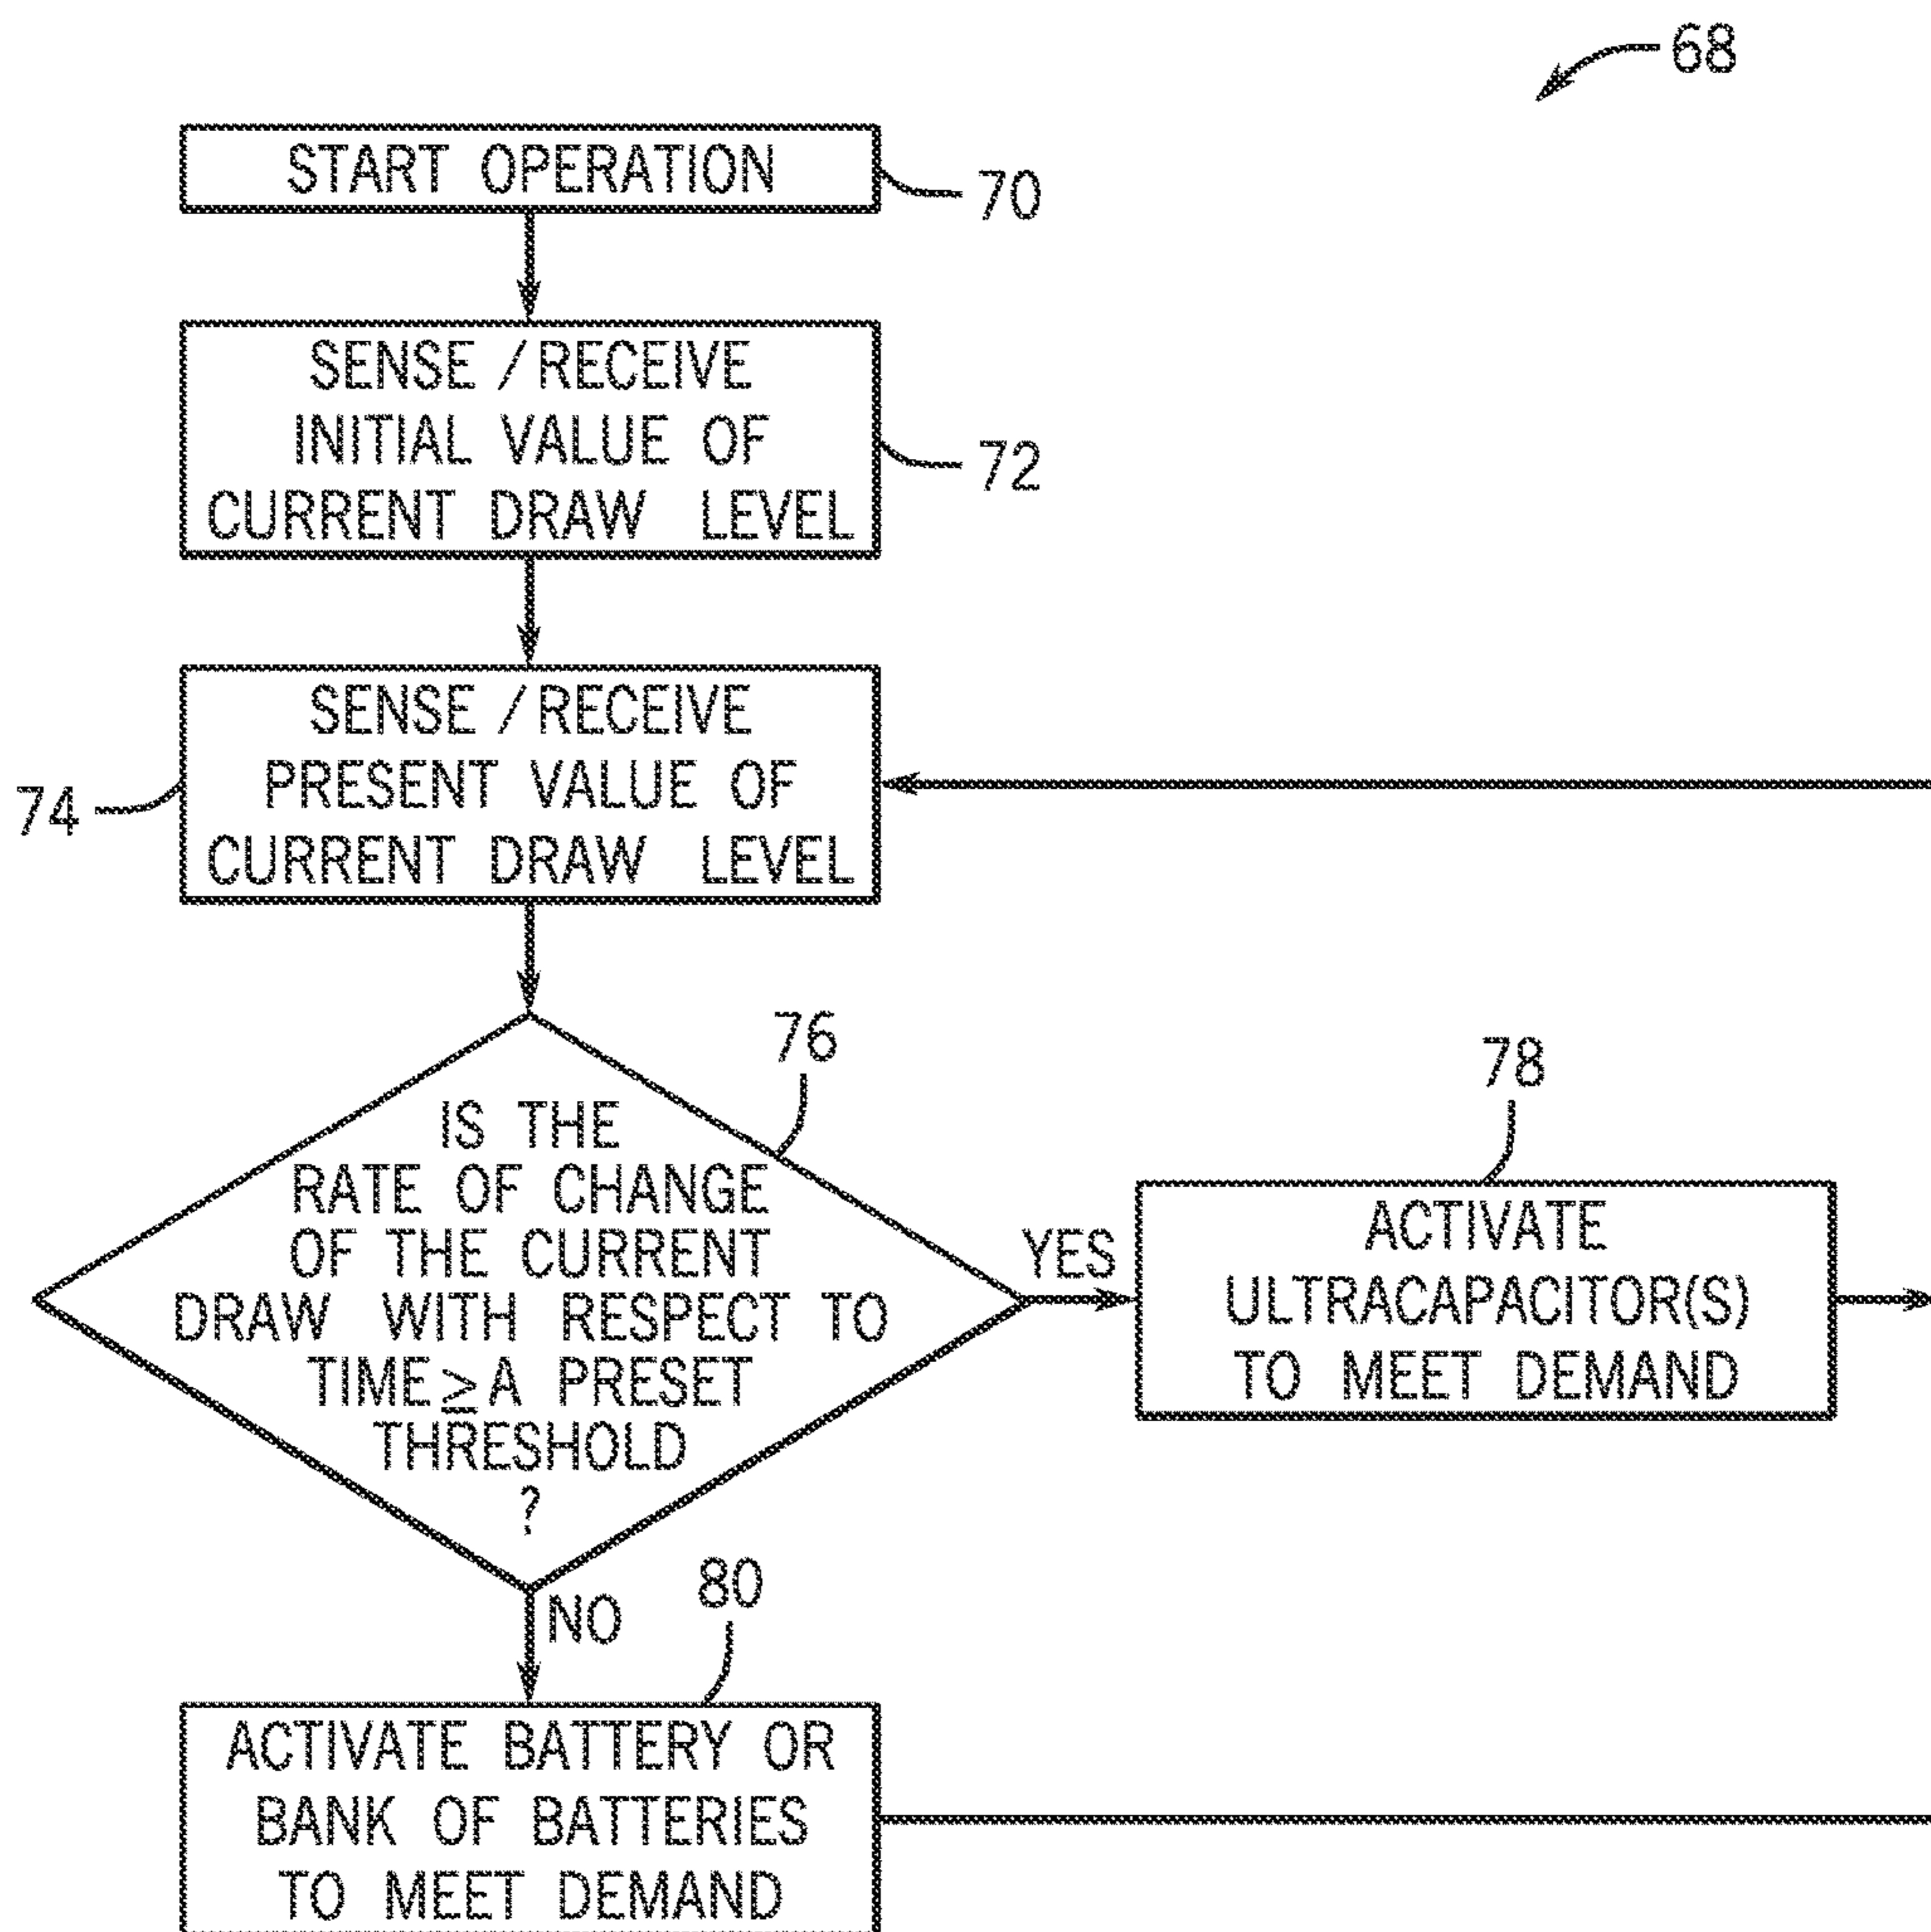 68
START OPERATION
70
SENSE / RECEIVE
INITIAL VALUE OF
CURRENT DRAW LEVEL
72
SENSE / RECEIVE
PRESENT VALUE OF
CURRENT DRAW LEVEL
74
76
IS THE
RATE OF CHANGE
OF THE CURRENT
DRAW WITH RESPECT TO
TIME ≥ A PRESET
THRESHOLD
?
YES
78
ACTIVATE
ULTRACAPACITOR(S)
TO MEET DEMAND
NO
80
ACTIVATE BATTERY OR
BANK OF BATTERIES
TO MEET DEMAND